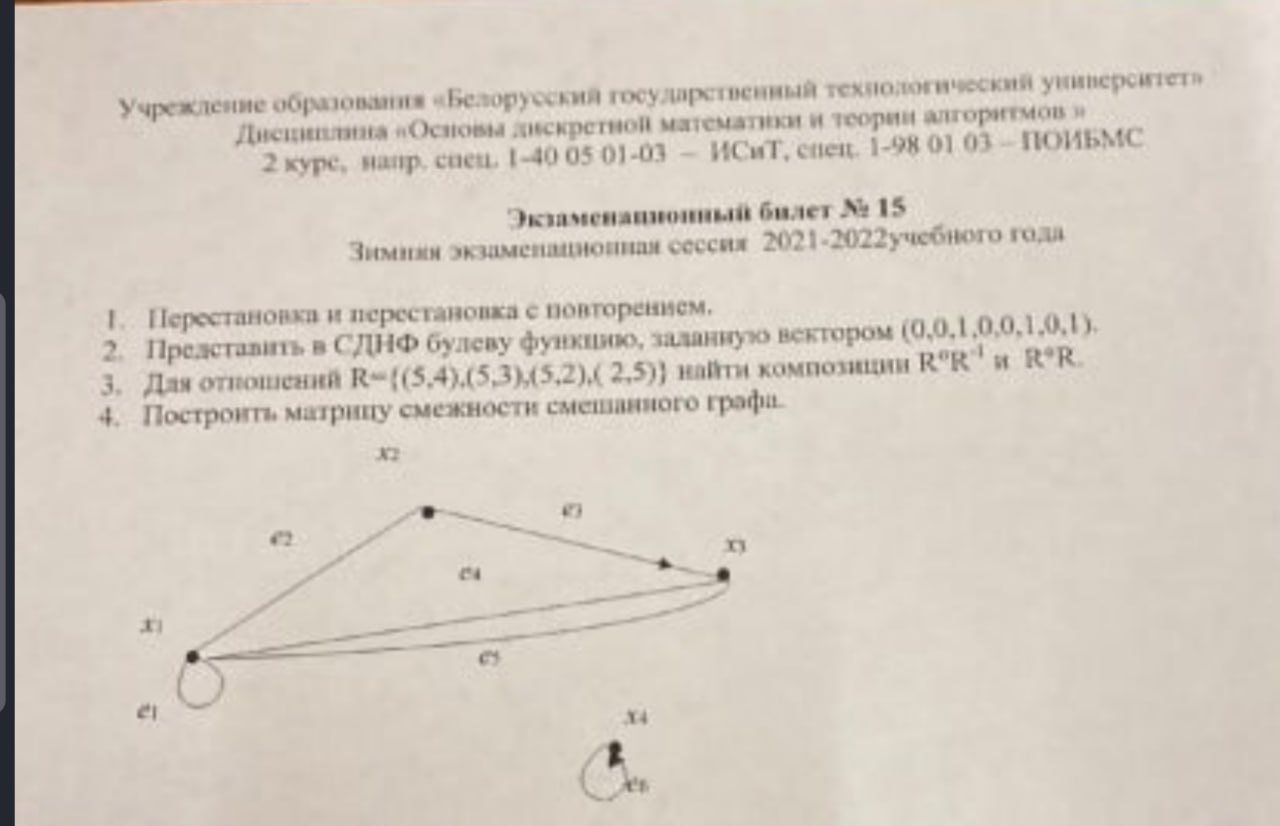 Учреждение образования «Белорусский государственный технологический университет»
Дисциплина «Основы дискретной математики и теории алгоритмов »
2 курс, напр. спец. 1-40 05 01-03 – ИСиТ, спец. 1-98 01 03 – ПОИБМС
Экзаменационный билет № 15
Зимняя экзаменационная сессия 2021-2022учебного года
1. Перестановка и перестановка с повторением.
2. Представить в СДНФ булеву функцию, заданную вектором (0,0,1,0,0,1,0,1).
3. Для отношений R={(5,4),(5,3),(5,2),( 2,5)} найти композиции R°R⁻¹ и R°R.
4. Построить матрицу смежности смешанного графа.
x2
e3
e2
x3
e4
x1
e5
e1
x4
e6